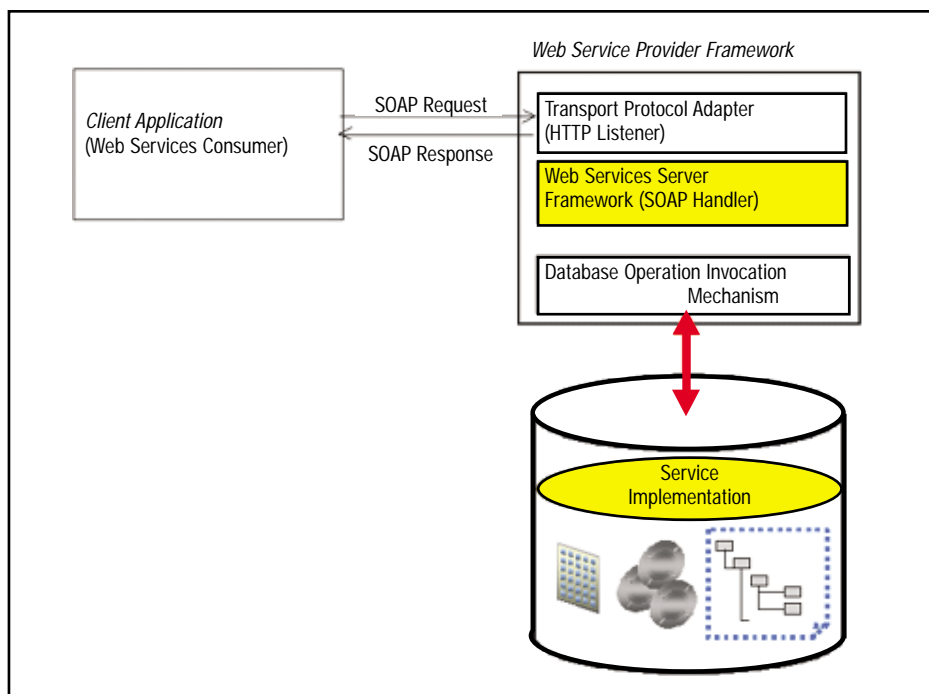 Web Service Provider Framework
Client Application
(Web Services Consumer)
SOAP Request
SOAP Response
Transport Protocol Adapter
(HTTP Listener)
Web Services Server
Framework (SOAP Handler)
Database Operation Invocation
Mechanism
Service
Implementation